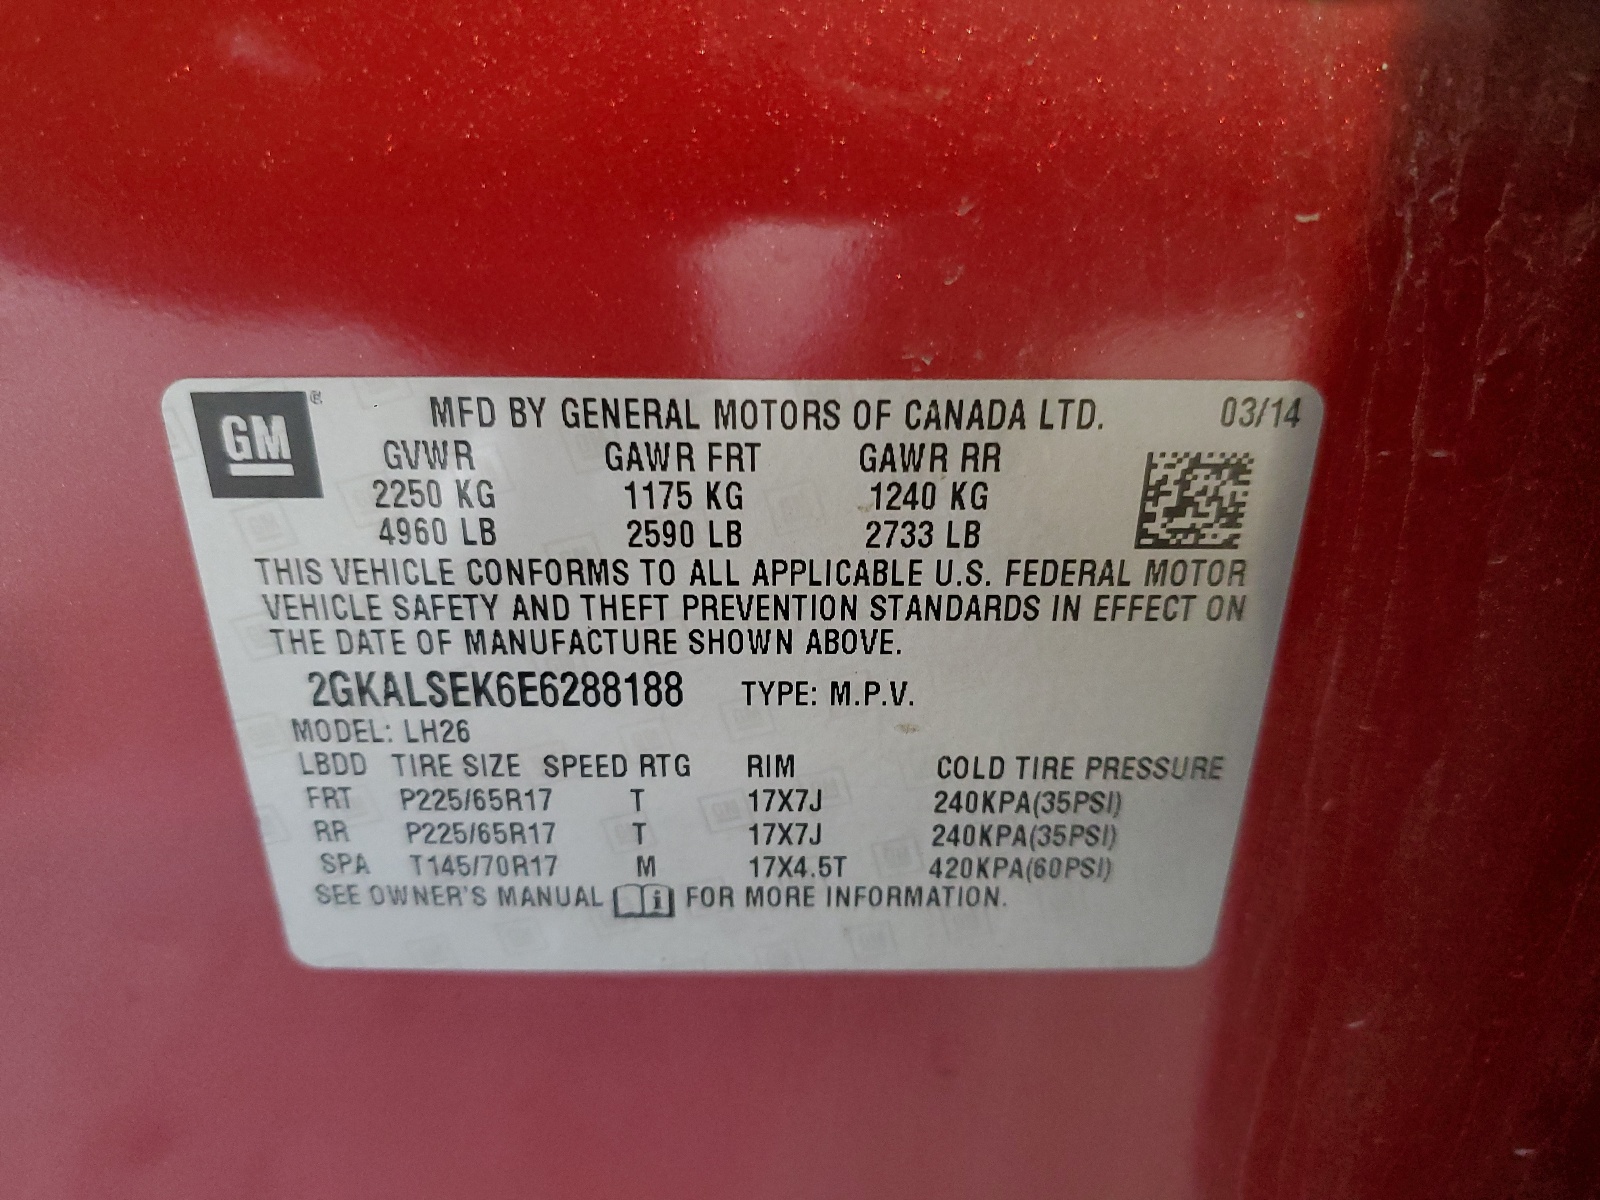 GM ® MFD BY GENERAL MOTORS OF CANADA LTD. 03/14
GVWR GAWR FRT GAWR RR
2250 KG 1175 KG 1240 KG
4960 LB 2590 LB 2733 LB
THIS VEHICLE CONFORMS TO ALL APPLICABLE U.S. FEDERAL MOTOR
VEHICLE SAFETY AND THEFT PREVENTION STANDARDS IN EFFECT ON
THE DATE OF MANUFACTURE SHOWN ABOVE.
2GKALSEK6E6288188 TYPE: M.P.V.
MODEL: LH26
LBDD TIRE SIZE SPEED RTG RIM COLD TIRE PRESSURE
FRT P225/65R17 T 17X7J 240KPA(35PSI)
RR P225/65R17 T 17X7J 240KPA(35PSI)
SPA T145/70R17 M 17X4.5T 420KPA(60PSI)
SEE OWNER'S MANUAL i FOR MORE INFORMATION.